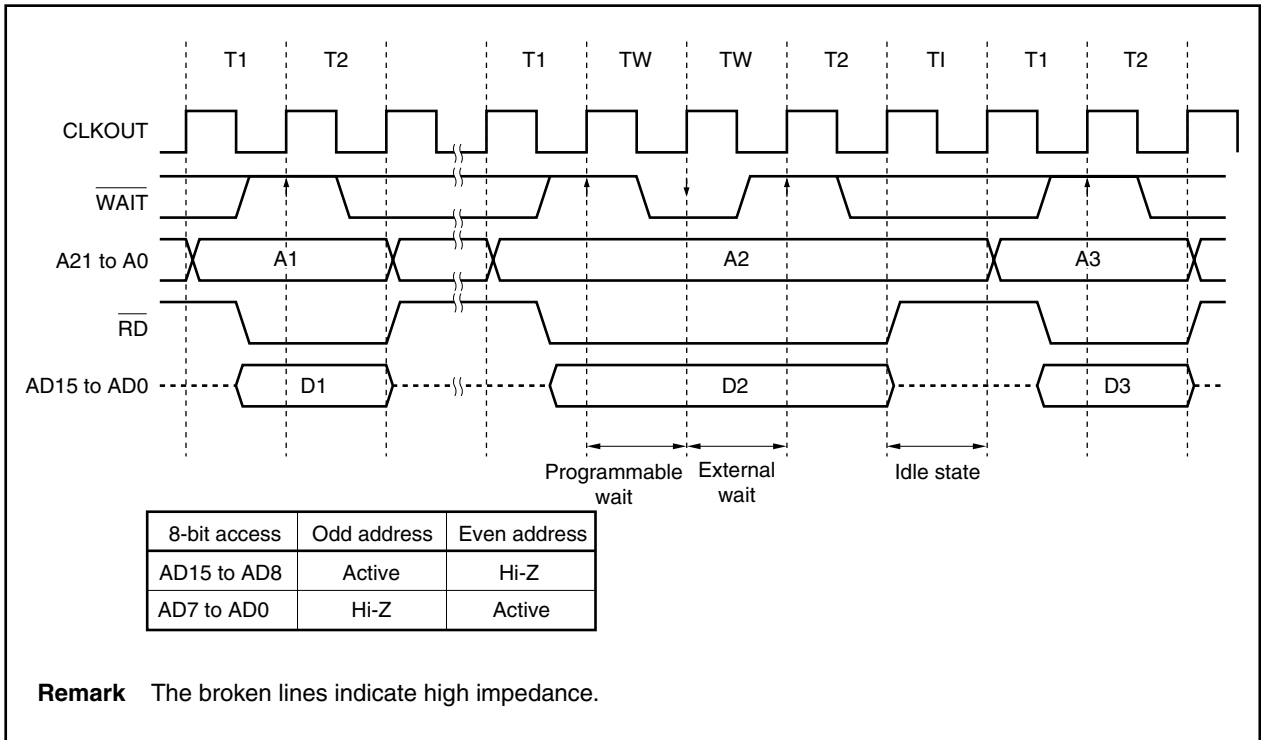 T1 T2 T1 TW TW T2 TI T1 T2
CLKOUT
WAIT
A21 to A0 A1 A2 A3
RD
AD15 to AD0 D1 D2 D3
Programmable wait
External wait
Idle state
8-bit access Odd address Even address
AD15 to AD8 Active Hi-Z
AD7 to AD0 Hi-Z Active
Remark The broken lines indicate high impedance.